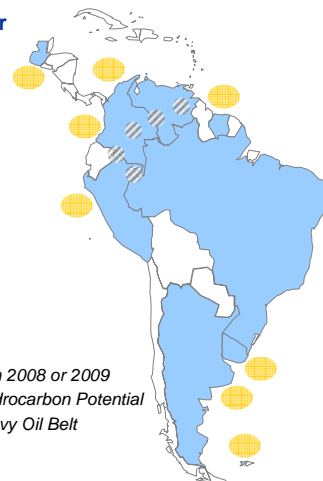 r
n 2008 or 2009
drocarbon Potential
vy Oil Belt